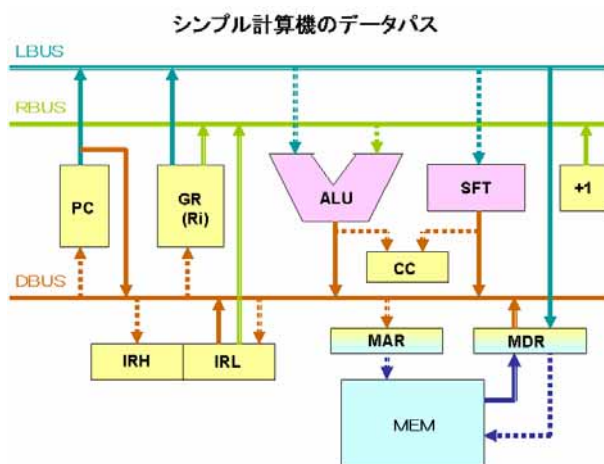 シンプル計算機のデータパス
LBUS
RBUS
PC
GR
(Ri)
ALU
SFT
+1
CC
DBUS
IRH
IRL
MAR
MDR
MEM